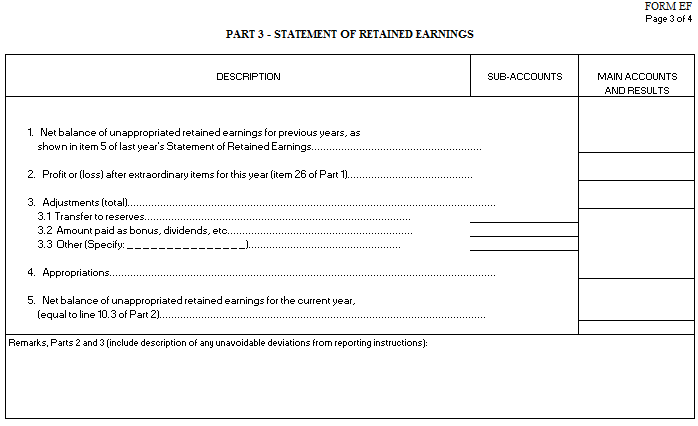 FORM EF
Page 3 of 4
PART 3 - STATEMENT OF RETAINED EARNINGS
DESCRIPTION
SUB-ACCOUNTS
MAIN ACCOUNTS
AND RESULTS
1. Net balance of unappropriated retained earnings for previous years, as
shown in item 5 of last year's Statement of Retained Earnings..........................................................
2. Profit or (loss) after extraordinary items for this year (item 26 of Part 1)..........................................
3. Adjustments (total)..............................................................................................................................
3.1 Transfer to reserves..........................................................................................
3.2 Amount paid as bonus, dividends, etc..............................................................
3.3 Other (Specify: _ _ _ _ _ _ _ _ _ _ _ _ _ _ _)...................................................
4. Appropriations....................................................................................................................................
5. Net balance of unappropriated retained earnings for the current year,
(equal to line 10.3 of Part 2)..............................................................................................................
Remarks, Parts 2 and 3 (include description of any unavoidable deviations from reporting instructions):